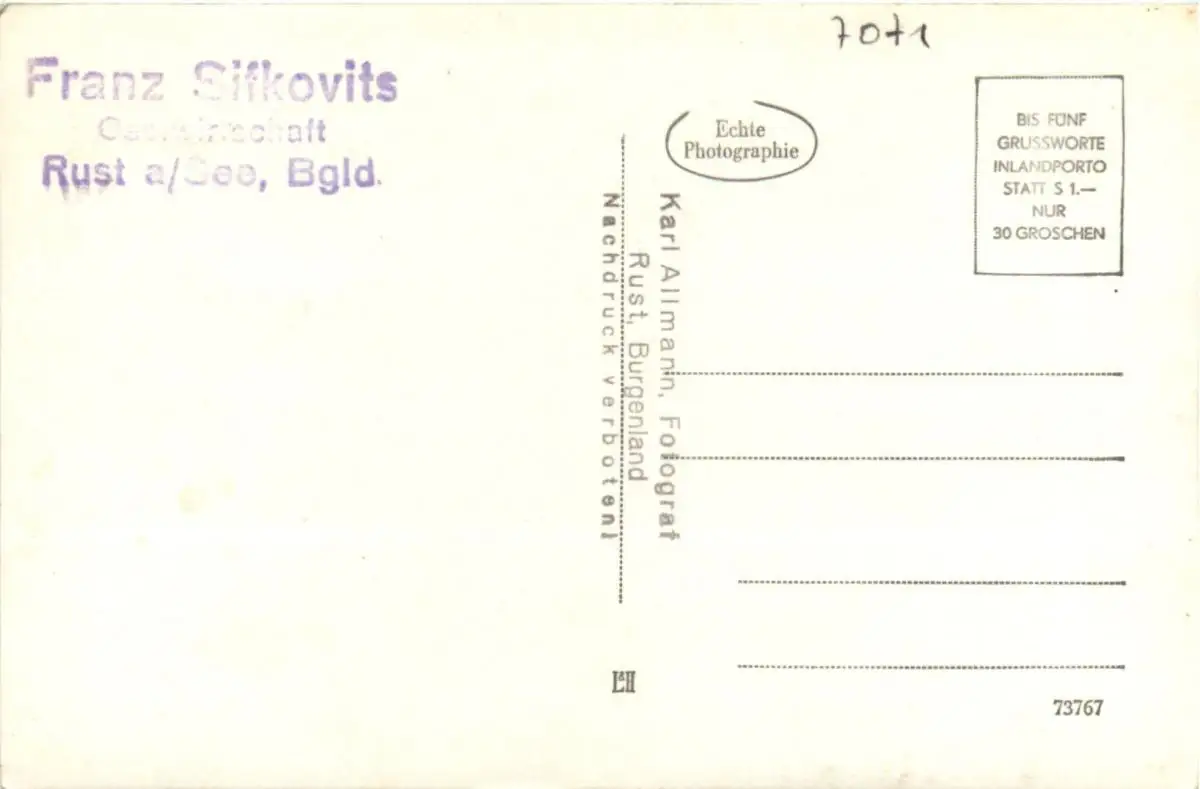 7071
Franz Sifkovits
Gastwirtschaft
Rust a/See, Bgld.
Echte
Photographie
BIS FÜNF
GRUSSWORTE
INLANDPORTO
STATT S 1.—
NUR
30 GROSCHEN
Karl Allmann, Fotograf
Rust, Burgenland
Nachdruck verboten!
73767